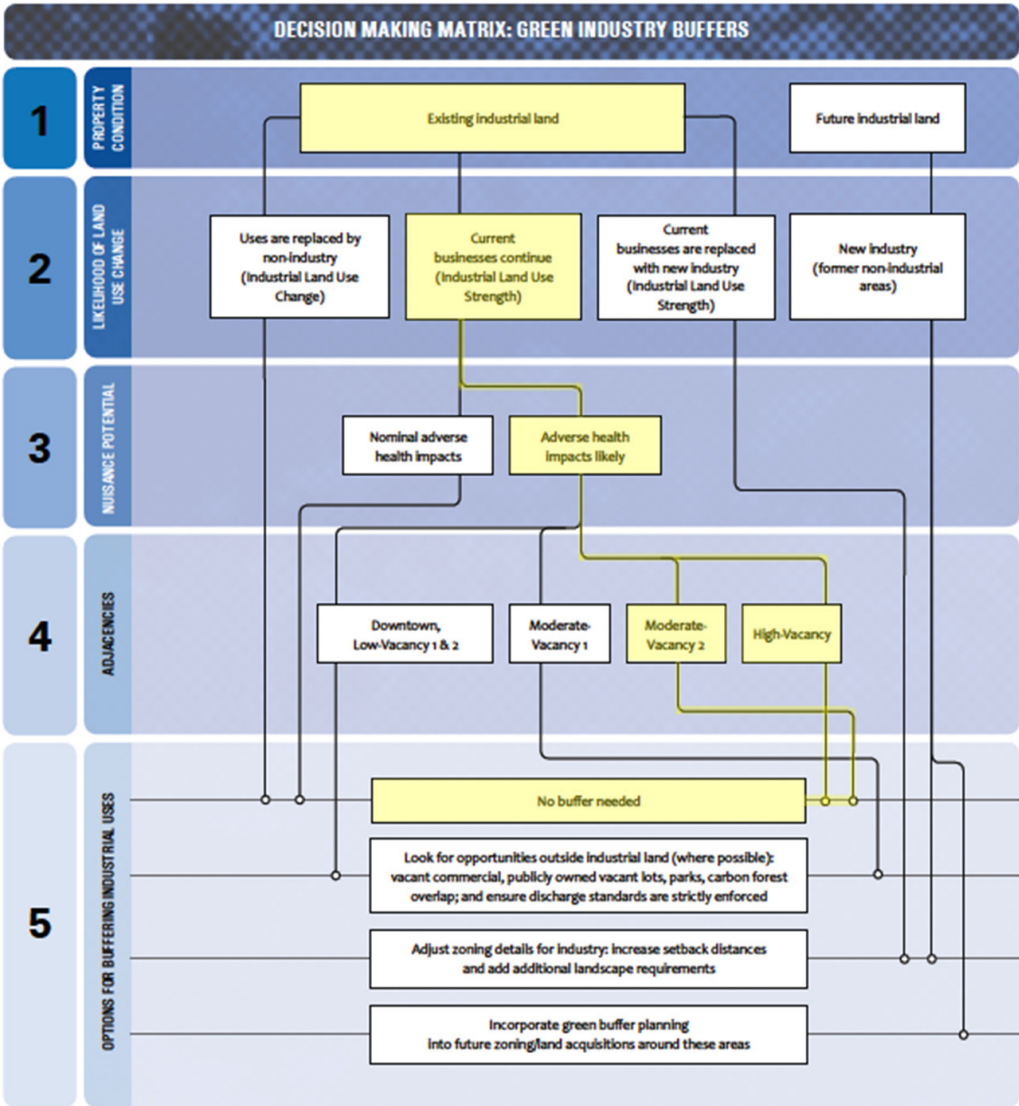 DECISION MAKING MATRIX: GREEN INDUSTRY BUFFERS
1
PROPERTY
CONDITION
Existing industrial land
Future industrial land
2
LIKELIHOOD OF LAND
USE CHANGE
Uses are replaced by
non-industry
(Industrial Land Use
Change)
Current
businesses continue
(Industrial Land Use
Strength)
Current
businesses are replaced
with new industry
(Industrial Land Use
Strength)
New industry
(former non-industrial
areas)
3
NUISANCE POTENTIAL
Nominal adverse
health impacts
Adverse health
impacts likely
4
ADJACENCIES
Downtown,
Low-Vacancy 1 & 2
Moderate-
Vacancy 1
Moderate-
Vacancy 2
High-Vacancy
5
OPTIONS FOR BUFFERING INDUSTRIAL USES
No buffer needed
Look for opportunities outside industrial land (where possible):
vacant commercial, publicly owned vacant lots, parks, carbon forest
overlap; and ensure discharge standards are strictly enforced
Adjust zoning details for industry: increase setback distances
and add additional landscape requirements
Incorporate green buffer planning
into future zoning/land acquisitions around these areas